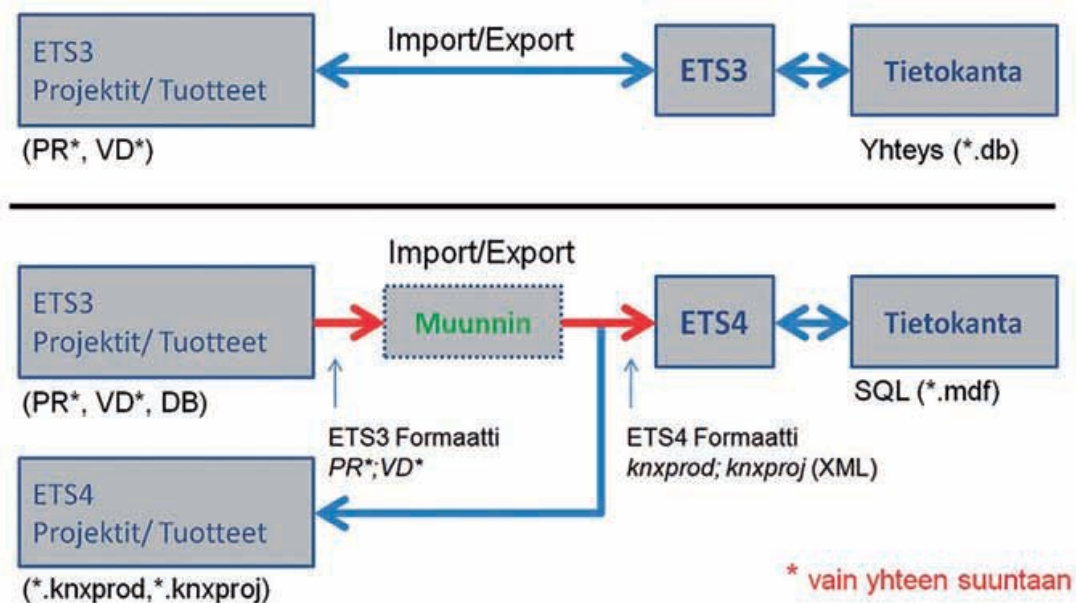 ETS3
Projektit/ Tuotteet
(PR*, VD*)
Import/Export
ETS3
Tietokanta
Yhteys (*.db)
Import/Export
ETS3
Projektit/ Tuotteet
(PR*, VD*, DB)
Muunnin
ETS4
Tietokanta
SQL (*.mdf)
ETS3 Formaatti
PR*;VD*
ETS4 Formaatti
knxprod; knxproj (XML)
ETS4
Projektit/ Tuotteet
(*.knxprod,*.knxproj)
* vain yhteen suuntaan